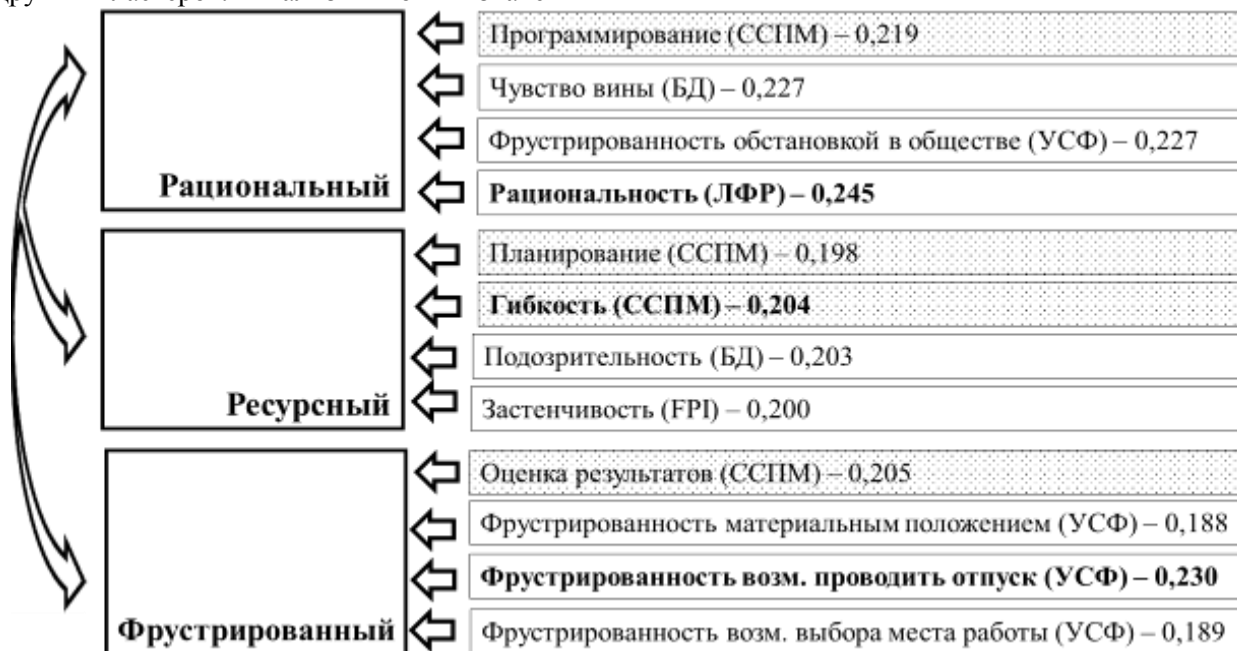 Программирование (ССПМ) – 0,219
Чувство вины (БД) – 0,227
Фрустрированность обстановкой в обществе (УСФ) – 0,227
Рациональный
Рациональность (ЛФР) – 0,245
Планирование (ССПМ) – 0,198
Гибкость (ССПМ) – 0,204
Подозрительность (БД) – 0,203
Ресурсный
Застенчивость (FPI) – 0,200
Оценка результатов (ССПМ) – 0,205
Фрустрированность материальным положением (УСФ) – 0,188
Фрустрированность возм. проводить отпуск (УСФ) – 0,230
Фрустрированный
Фрустрированность возм. выбора места работы (УСФ) – 0,189